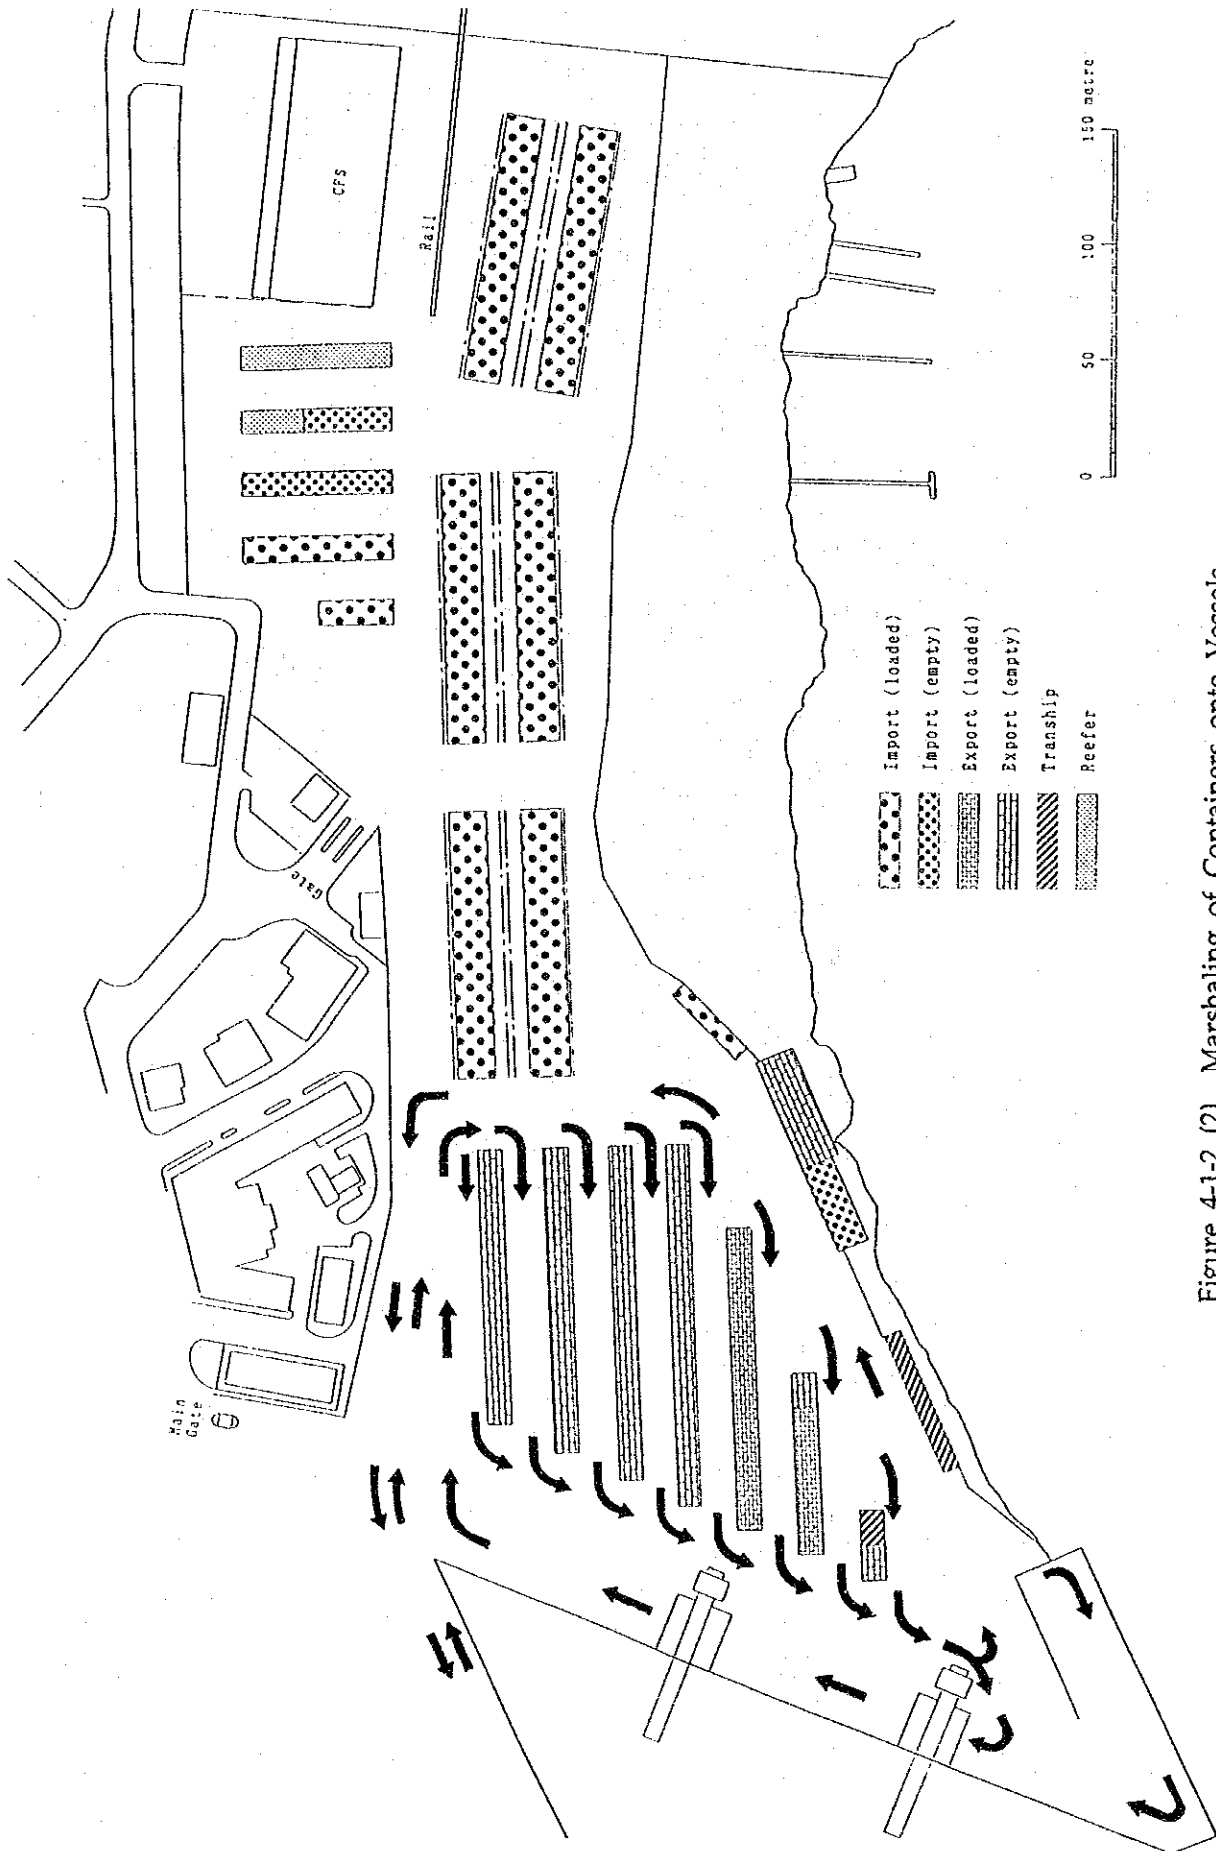 CFS
Rail
Gate
Main
Gate
0 50 100 150 metre
Import (loaded)
Import (empty)
Export (loaded)
Export (empty)
Tranship
Reefer
Figure 4-1-2 (2) Marshaling of Containers onto Vessels